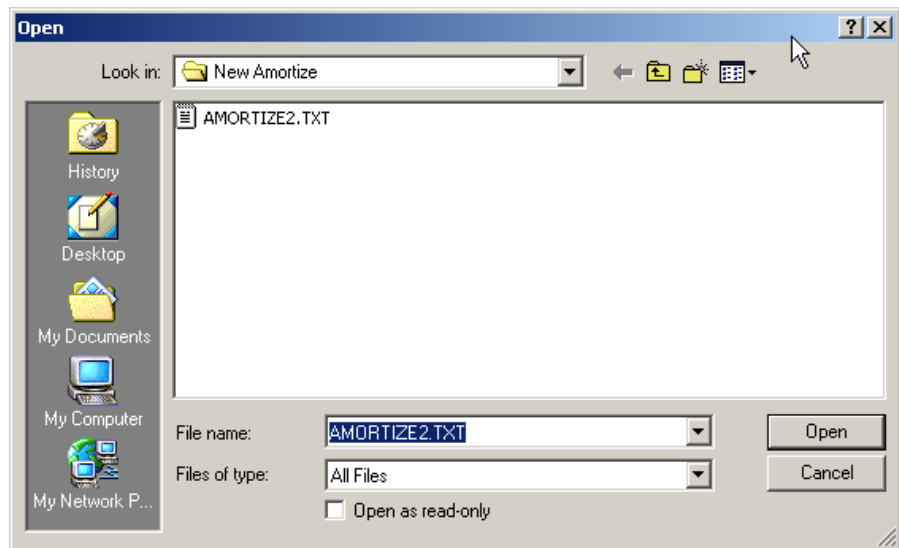 Open
Look in: New Amortize
AMORTIZE2.TXT
History
Desktop
My Documents
My Computer
My Network P...
File name: AMORTIZE2.TXT Open
Files of type: All Files Cancel
Open as read-only